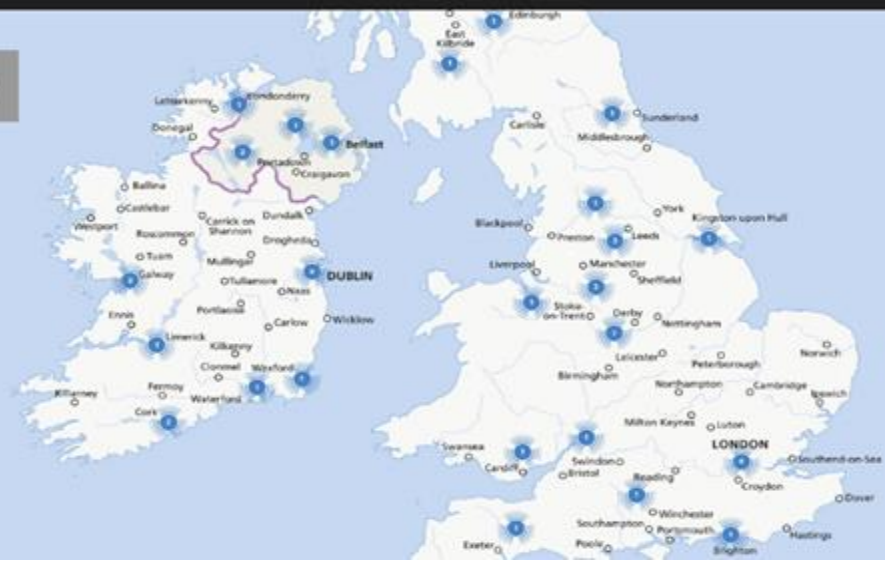 Edinburgh
East
Kilbride
Londonderry
Letterkenny
Donegal
Belfast
Portadown
Craigavon
Carlisle
Sunderland
Middlesbrough
Ballina
Castlebar
Westport
Carrick on
Shannon
Dundalk
Roscommon
Drogheda
Tuam
Mullingar
Galway
Tullamore
DUBLIN
Naas
Ennis
Portlaoise
Carlow
Wicklow
Limerick
Kilkenny
Clonmel
Wexford
Killarney
Fermoy
Waterford
Cork
Blackpool
Preston
Leeds
York
Kingston upon Hull
Liverpool
Manchester
Sheffield
Stoke-
on-Trent
Derby
Nottingham
Leicester
Peterborough
Norwich
Birmingham
Northampton
Cambridge
Ipswich
Milton Keynes
Luton
LONDON
Swansea
Cardiff
Swindon
Bristol
Reading
Southend-on-Sea
Croydon
Dover
Winchester
Southampton
Portsmouth
Hastings
Brighton
Exeter
Poole